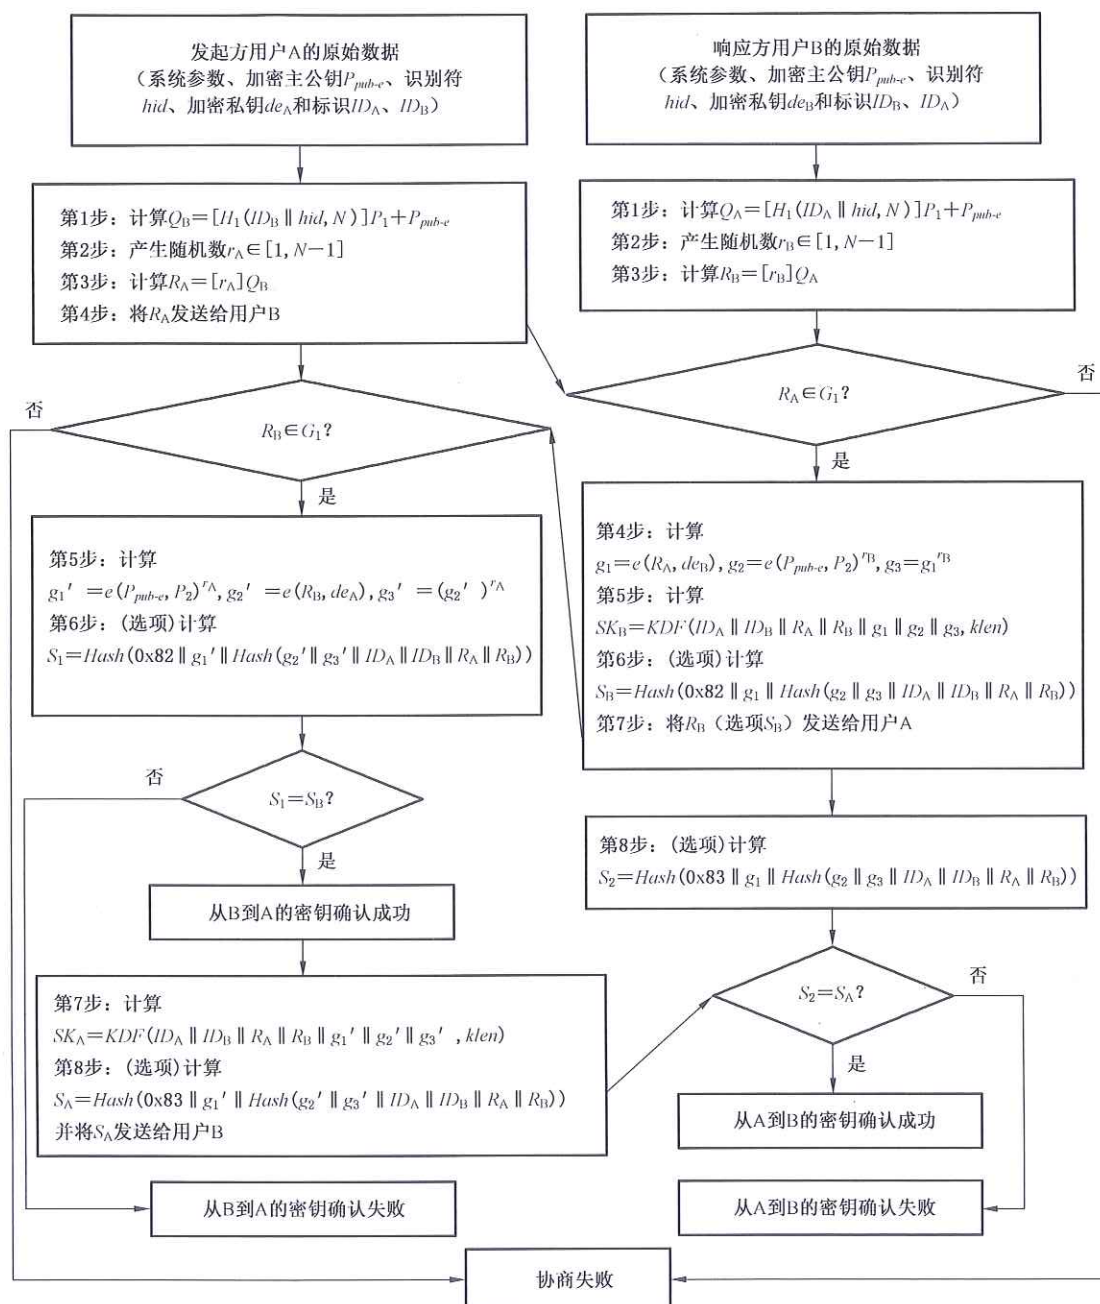 发起方用户A的原始数据
(系统参数、加密主公钥P_{pub-e}、识别符
hid、加密私钥de_A和标识ID_A、ID_B)
响应方用户B的原始数据
(系统参数、加密主公钥P_{pub-e}、识别符
hid、加密私钥de_B和标识ID_B、ID_A)
第1步:计算Q_B=[H_1(ID_B‖hid,N)]P_1+P_{pub-e}
第2步:产生随机数r_A∈[1,N-1]
第3步:计算R_A=[r_A]Q_B
第4步:将R_A发送给用户B
第1步:计算Q_A=[H_1(ID_A‖hid,N)]P_1+P_{pub-e}
第2步:产生随机数r_B∈[1,N-1]
第3步:计算R_B=[r_B]Q_A
R_A∈G_1?
否
是
否
R_B∈G_1?
是
第5步:计算
g_1'=e(P_{pub-e},P_2)^{r_A},g_2'=e(R_B,de_A),g_3'=(g_2')^{r_A}
第6步:(选项)计算
S_1=Hash(0x82‖g_1'‖Hash(g_2'‖g_3'‖ID_A‖ID_B‖R_A‖R_B))
第4步:计算
g_1=e(R_A,de_B),g_2=e(P_{pub-e},P_2)^{r_B},g_3=g_1^{r_B}
第5步:计算
SK_B=KDF(ID_A‖ID_B‖R_A‖R_B‖g_1‖g_2‖g_3,klen)
第6步:(选项)计算
S_B=Hash(0x82‖g_1‖Hash(g_2‖g_3‖ID_A‖ID_B‖R_A‖R_B))
第7步:将R_B(选项S_B)发送给用户A
否
S_1=S_B?
是
从B到A的密钥确认成功
第8步:(选项)计算
S_2=Hash(0x83‖g_1‖Hash(g_2‖g_3‖ID_A‖ID_B‖R_A‖R_B))
第7步:计算
SK_A=KDF(ID_A‖ID_B‖R_A‖R_B‖g_1'‖g_2'‖g_3',klen)
第8步:(选项)计算
S_A=Hash(0x83‖g_1'‖Hash(g_2'‖g_3'‖ID_A‖ID_B‖R_A‖R_B))
并将S_A发送给用户B
S_2=S_A?
否
是
从A到B的密钥确认成功
从B到A的密钥确认失败
从A到B的密钥确认失败
协商失败